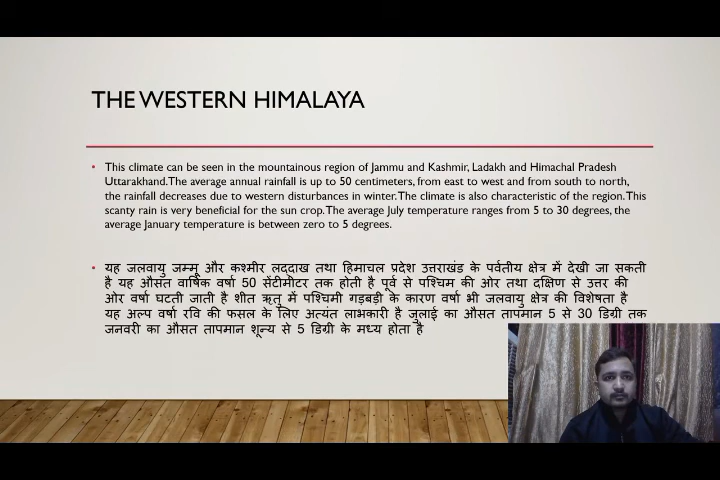 THE WESTERN HIMALAYA
• This climate can be seen in the mountainous region of Jammu and Kashmir, Ladakh and Himachal Pradesh
Uttarakhand.The average annual rainfall is up to 50 centimeters, from east to west and from south to north,
the rainfall decreases due to western disturbances in winter. The climate is also characteristic of the region. This
scanty rain is very beneficial for the sun crop. The average July temperature ranges from 5 to 30 degrees, the
average January temperature is between zero to 5 degrees.
• यह जलवायु जम्मू और कश्मीर लद्दाख तथा हिमाचल प्रदेश उत्तराखंड के पर्वतीय क्षेत्र में देखी जा सकती
है यह औसत वार्षिक वर्षा 50 सेंटीमीटर तक होती है पूर्व से पश्चिम की ओर तथा दक्षिण से उत्तर की
ओर वर्षा घटती जाती है शीत ऋतु में पश्चिमी गड़बड़ी के कारण वर्षा भी जलवायु क्षेत्र की विशेषता है
यह अल्प वर्षा रवि की फसल के लिए अत्यंत लाभकारी है जुलाई का औसत तापमान 5 से 30 डिग्री तक
जनवरी का औसत तापमान शून्य से 5 डिग्री के मध्य होता है